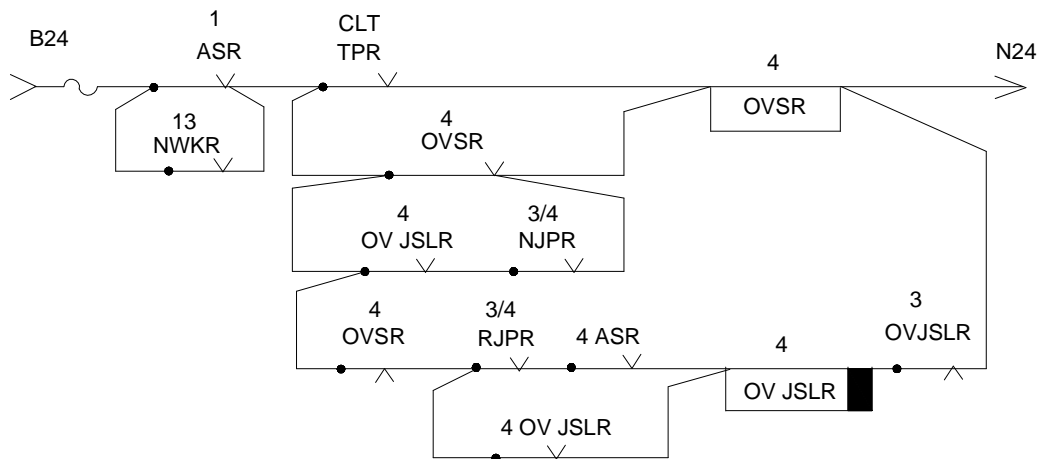 B24
1
ASR
CLT
TPR
4
OVSR
N24
13
NWKR
4
OVSR
4
OV JSLR
3/4
NJPR
4
OVSR
3/4
RJPR
4 ASR
4
OV JSLR
3
OVJSLR
4 OV JSLR